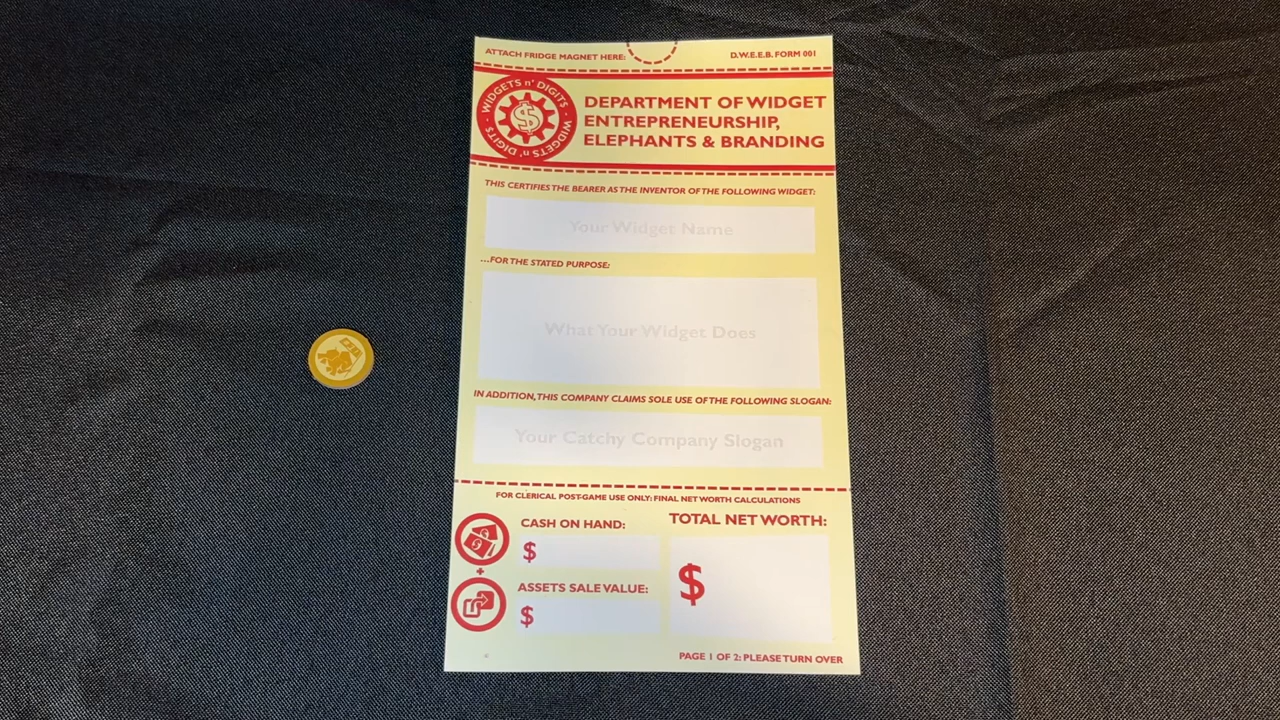 ATTACH FRIDGE MAGNET HERE:
D.W.E.E.B. FORM 001
WIDGETS n' DIGITS - WIDGETS n' DIGITS -
$
DEPARTMENT OF WIDGET
ENTREPRENEURSHIP,
ELEPHANTS & BRANDING
THIS CERTIFIES THE BEARER AS THE INVENTOR OF THE FOLLOWING WIDGET:
Your Widget Name
...FOR THE STATED PURPOSE:
What Your Widget Does
IN ADDITION, THIS COMPANY CLAIMS SOLE USE OF THE FOLLOWING SLOGAN:
Your Catchy Company Slogan
FOR CLERICAL POST-GAME USE ONLY: FINAL NET WORTH CALCULATIONS
CASH ON HAND:
$
+
ASSETS SALE VALUE:
$
TOTAL NET WORTH:
$
PAGE 1 OF 2: PLEASE TURN OVER